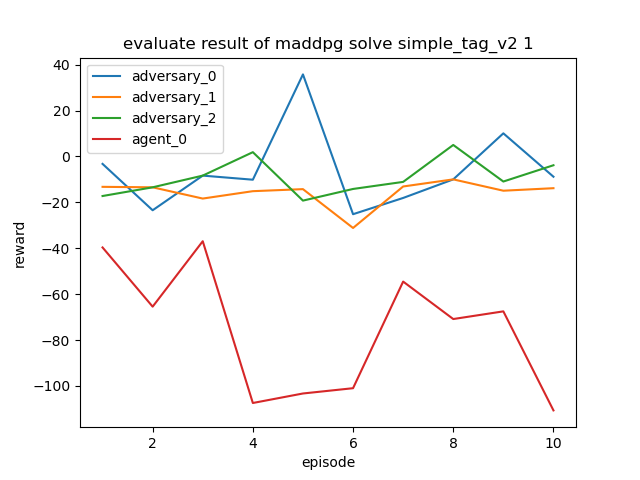 evaluate result of maddpg solve simple_tag_v2 1
adversary_0
adversary_1
adversary_2
agent_0
40
20
0
−20
−40
−60
−80
−100
reward
2
4
6
8
10
episode